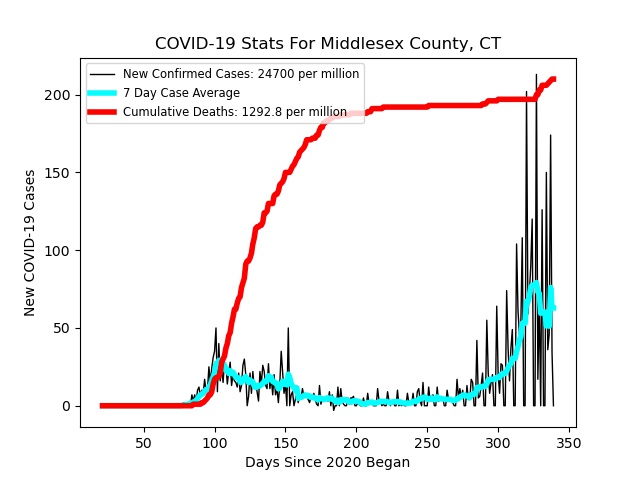 COVID-19 Stats For Middlesex County, CT
New Confirmed Cases: 24700 per million
7 Day Case Average
Cumulative Deaths: 1292.8 per million
200
150
100
50
0
New COVID-19 Cases
50 100 150 200 250 300 350
Days Since 2020 Began